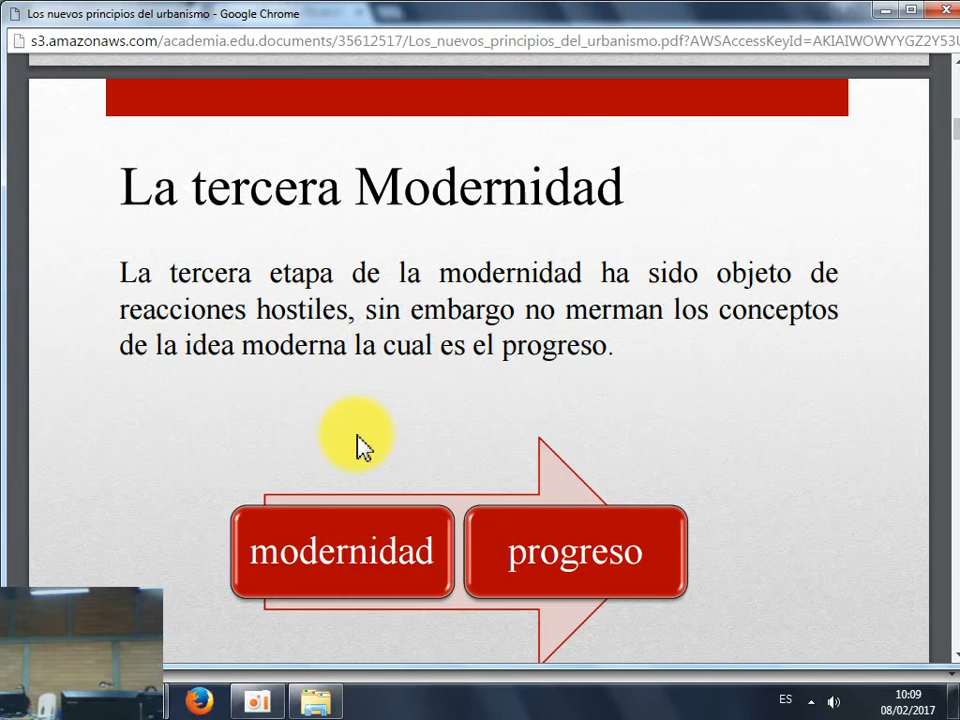 Los nuevos principios del urbanismo - Google Chrome
s3.amazonaws.com/academia.edu.documents/35612517/Los_nuevos_principios_del_urbanismo.pdf?AWSAccessKeyId=AKIAIWOWYYGZ2Y53U
La tercera Modernidad
La tercera etapa de la modernidad ha sido objeto de
reacciones hostiles, sin embargo no merman los conceptos
de la idea moderna la cual es el progreso.
modernidad progreso
ES
10:09
08/02/2017